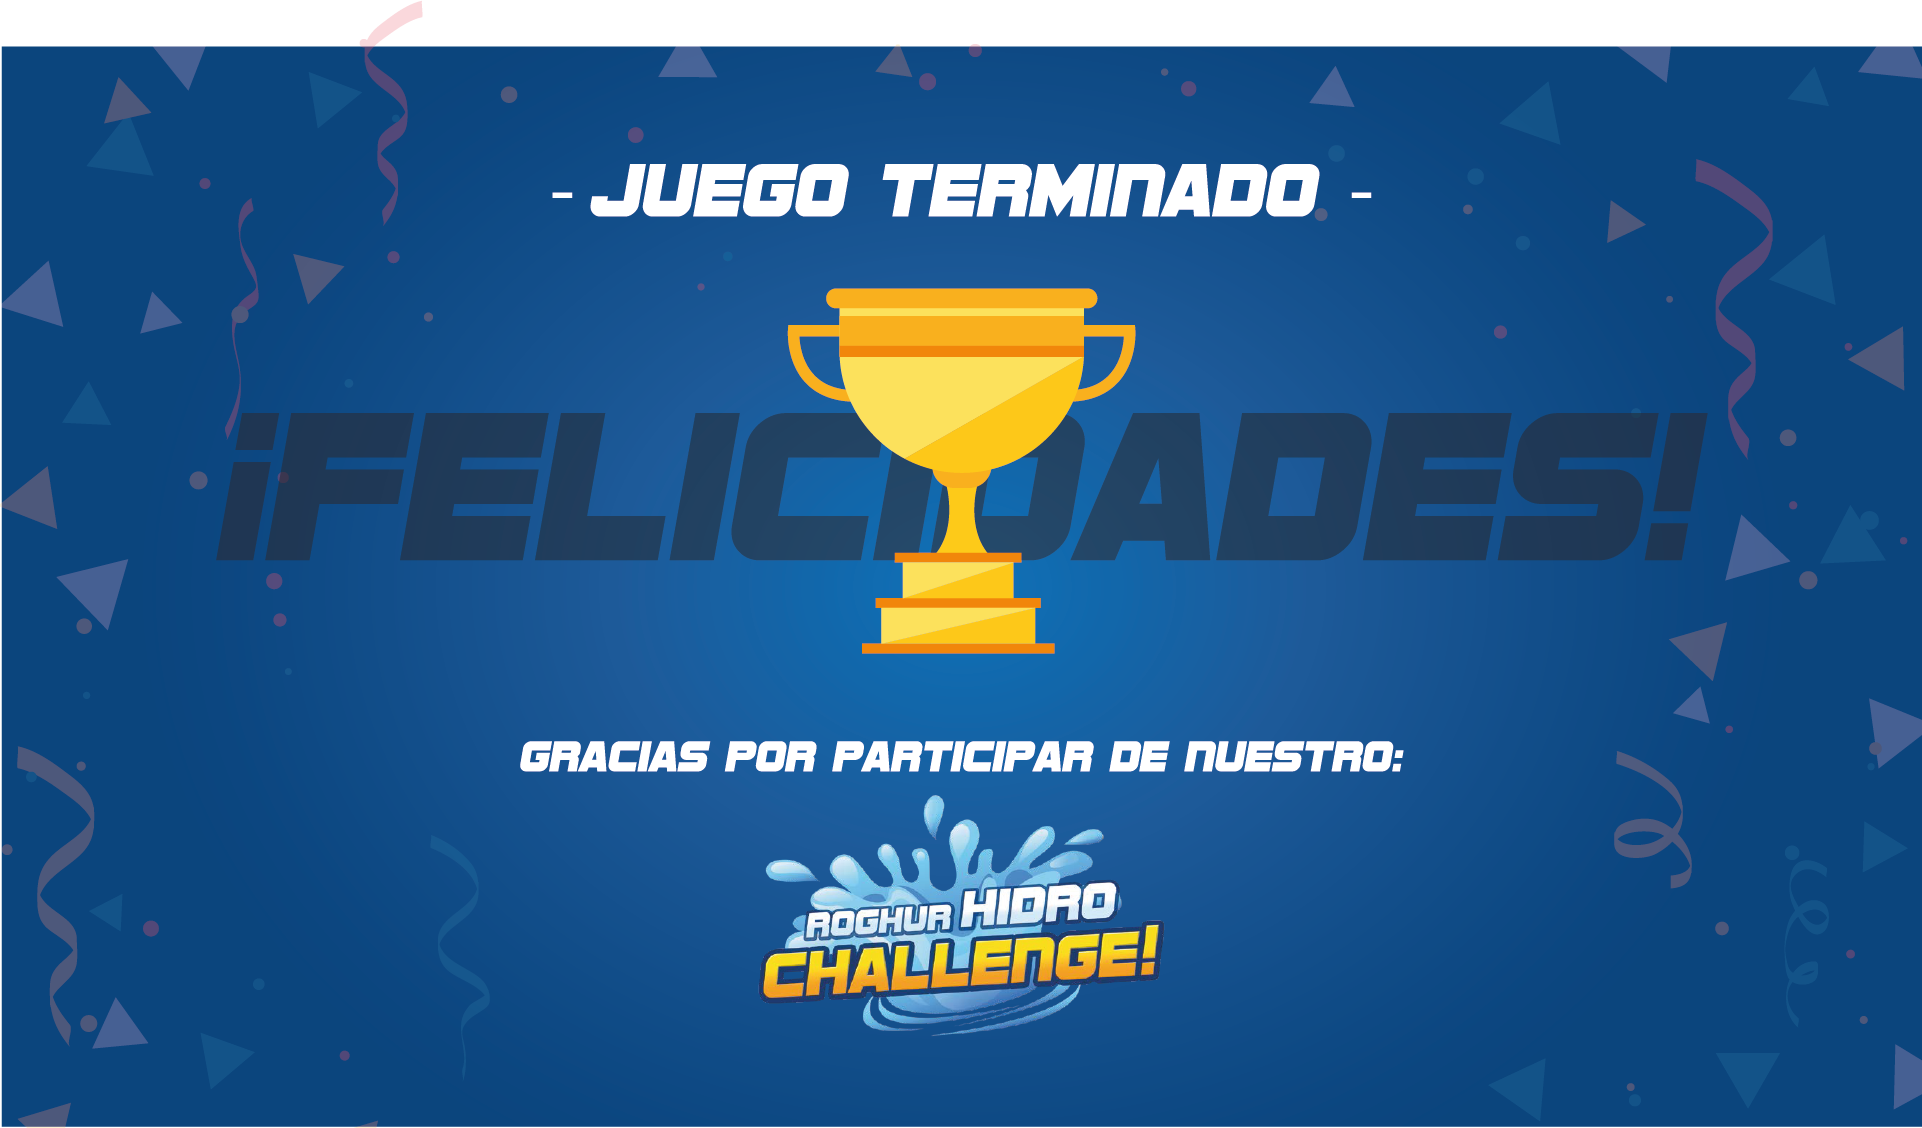 - JUEGO TERMINADO -
¡FELICIDADES!
GRACIAS POR PARTICIPAR DE NUESTRO:
ROGHUR HIDRO
CHALLENGE!